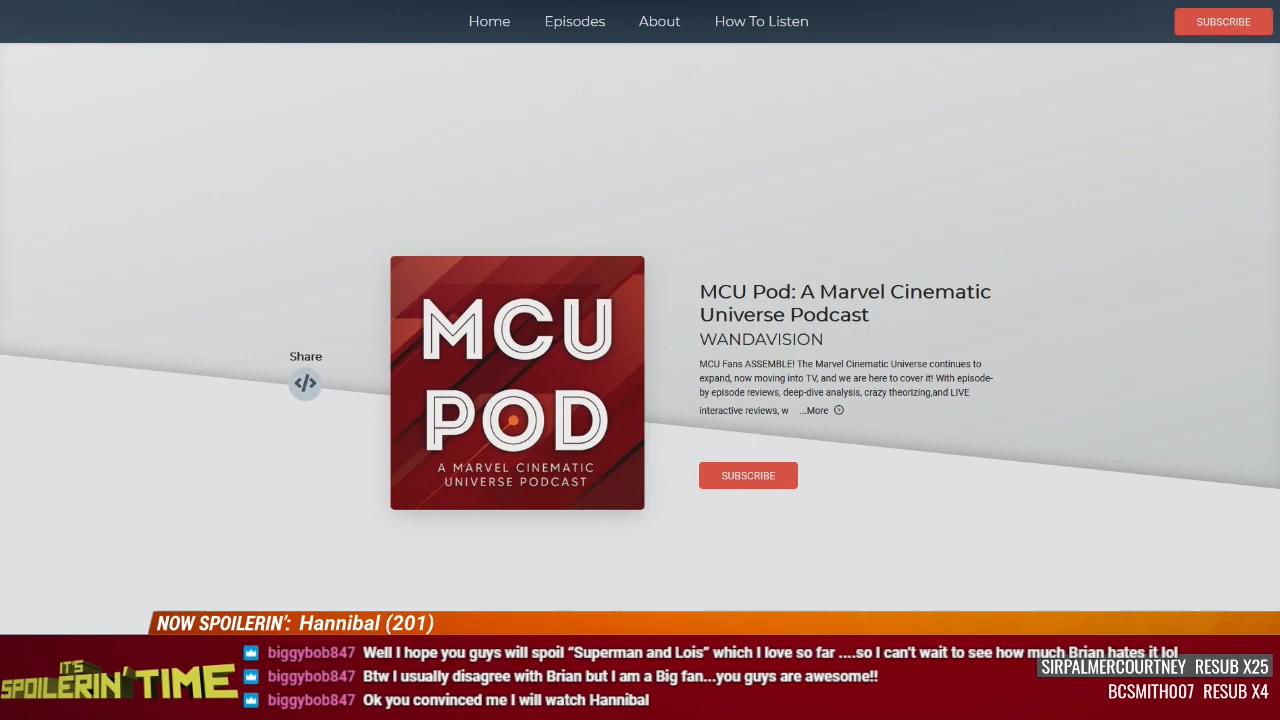 Home Episodes About How To Listen SUBSCRIBE
Share
MCU
POD
A MARVEL CINEMATIC
UNIVERSE PODCAST
MCU Pod: A Marvel Cinematic
Universe Podcast
WANDAVISION
MCU Fans ASSEMBLE! The Marvel Cinematic Universe continues to
expand, now moving into TV, and we are here to cover it! With episode-
by episode reviews, deep-dive analysis, crazy theorizing,and LIVE
interactive reviews, w ...More
SUBSCRIBE
NOW SPOILERIN': Hannibal (201)
IT'S
SPOILERIN' TIME
biggybob847 Well I hope you guys will spoil “Superman and Lois” which I love so far ....so I can't wait to see how much Brian hates it lol
biggybob847 Btw I usually disagree with Brian but I am a Big fan...you guys are awesome!!
biggybob847 Ok you convinced me I will watch Hannibal
SIRPALMERCOURTNEY RESUB X25
BCSMITH007 RESUB X4